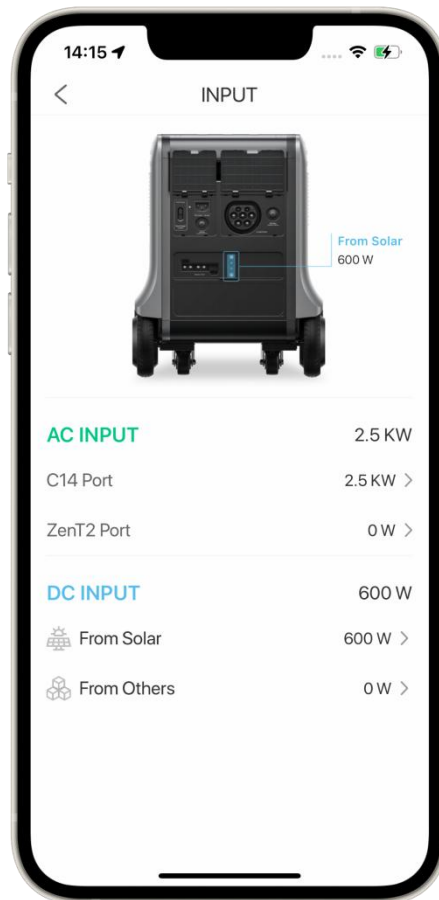 14:15
INPUT
From Solar
600 W
AC INPUT 2.5 KW
C14 Port 2.5 KW
ZenT2 Port 0 W
DC INPUT 600 W
From Solar 600 W
From Others 0 W